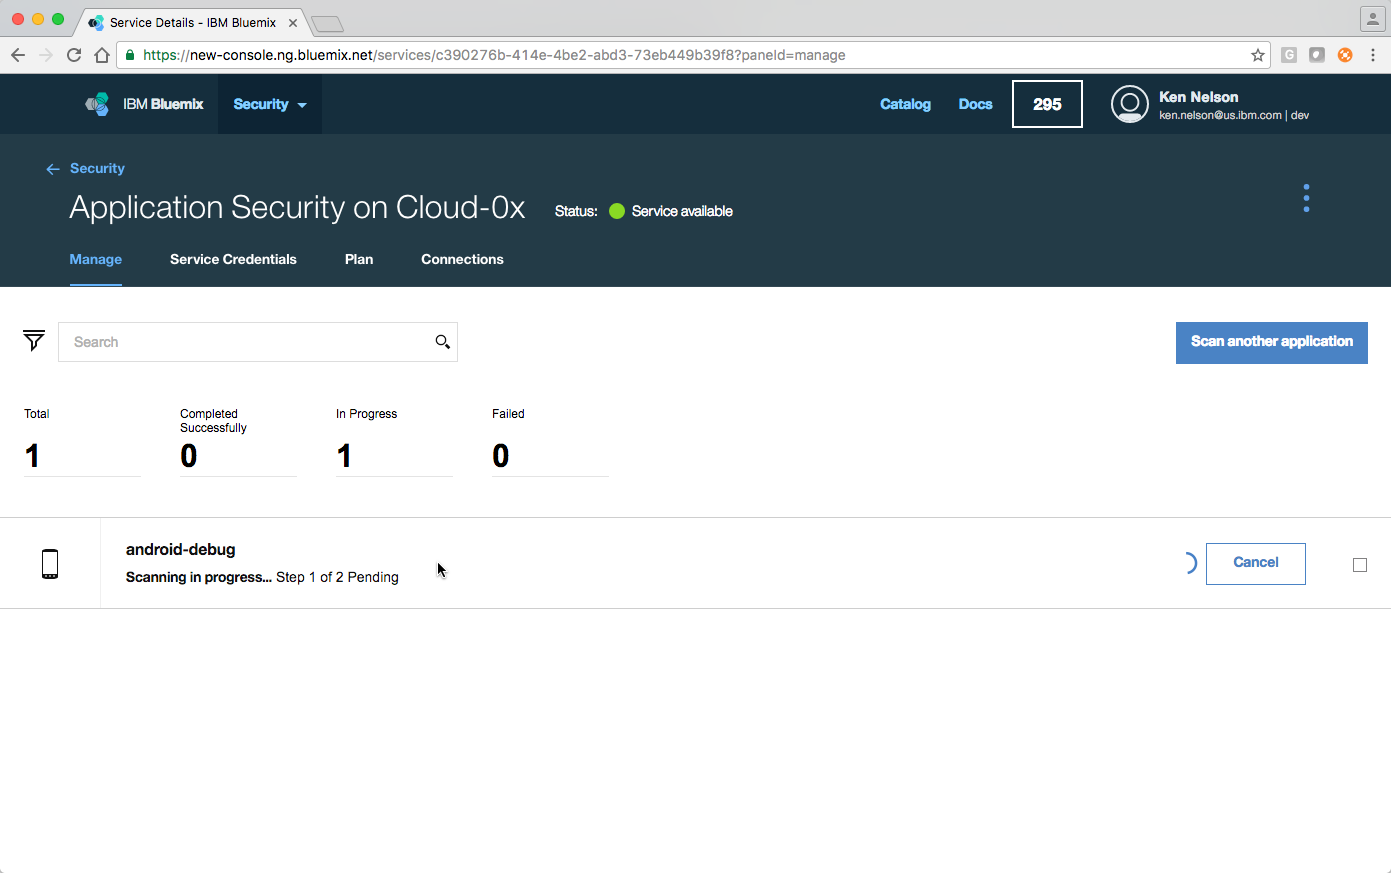 Service Details - IBM Bluemix
https://new-console.ng.bluemix.net/services/c390276b-414e-4be2-abd3-73eb449b39f8?paneId=manage
G
IBM Bluemix
Security
Catalog
Docs
295
Ken Nelson
ken.nelson@us.ibm.com | dev
Security
Application Security on Cloud-0x
Status:
Service available
Manage
Service Credentials
Plan
Connections
Search
Scan another application
Total
1
Completed
Successfully
0
In Progress
1
Failed
0
android-debug
Scanning in progress... Step 1 of 2 Pending
Cancel